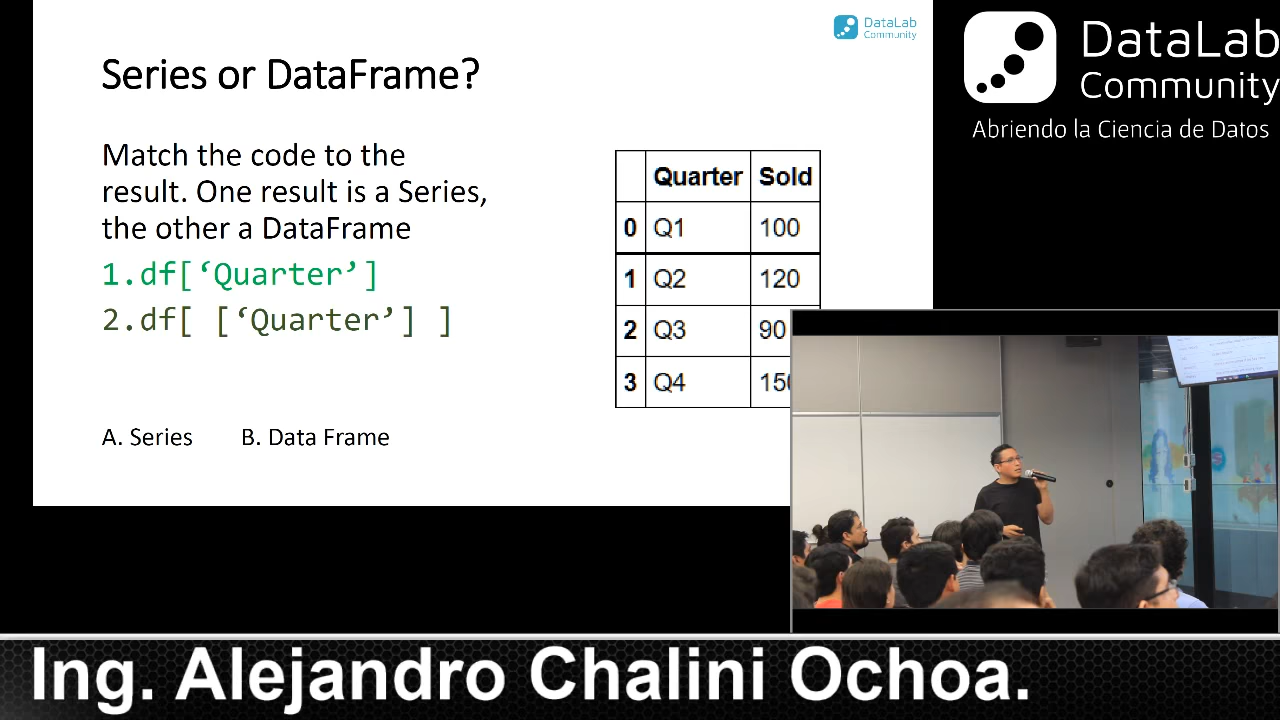 DataLab
Community
DataLab
Community
Abriendo la Ciencia de Datos
Series or DataFrame?
Match the code to the
result. One result is a Series,
the other a DataFrame
1.df[‘Quarter’]
2.df[ [‘Quarter’] ]
A. Series B. Data Frame
Quarter Sold
0 Q1 100
1 Q2 120
2 Q3 90
3 Q4 150
Ing. Alejandro Chalini Ochoa.